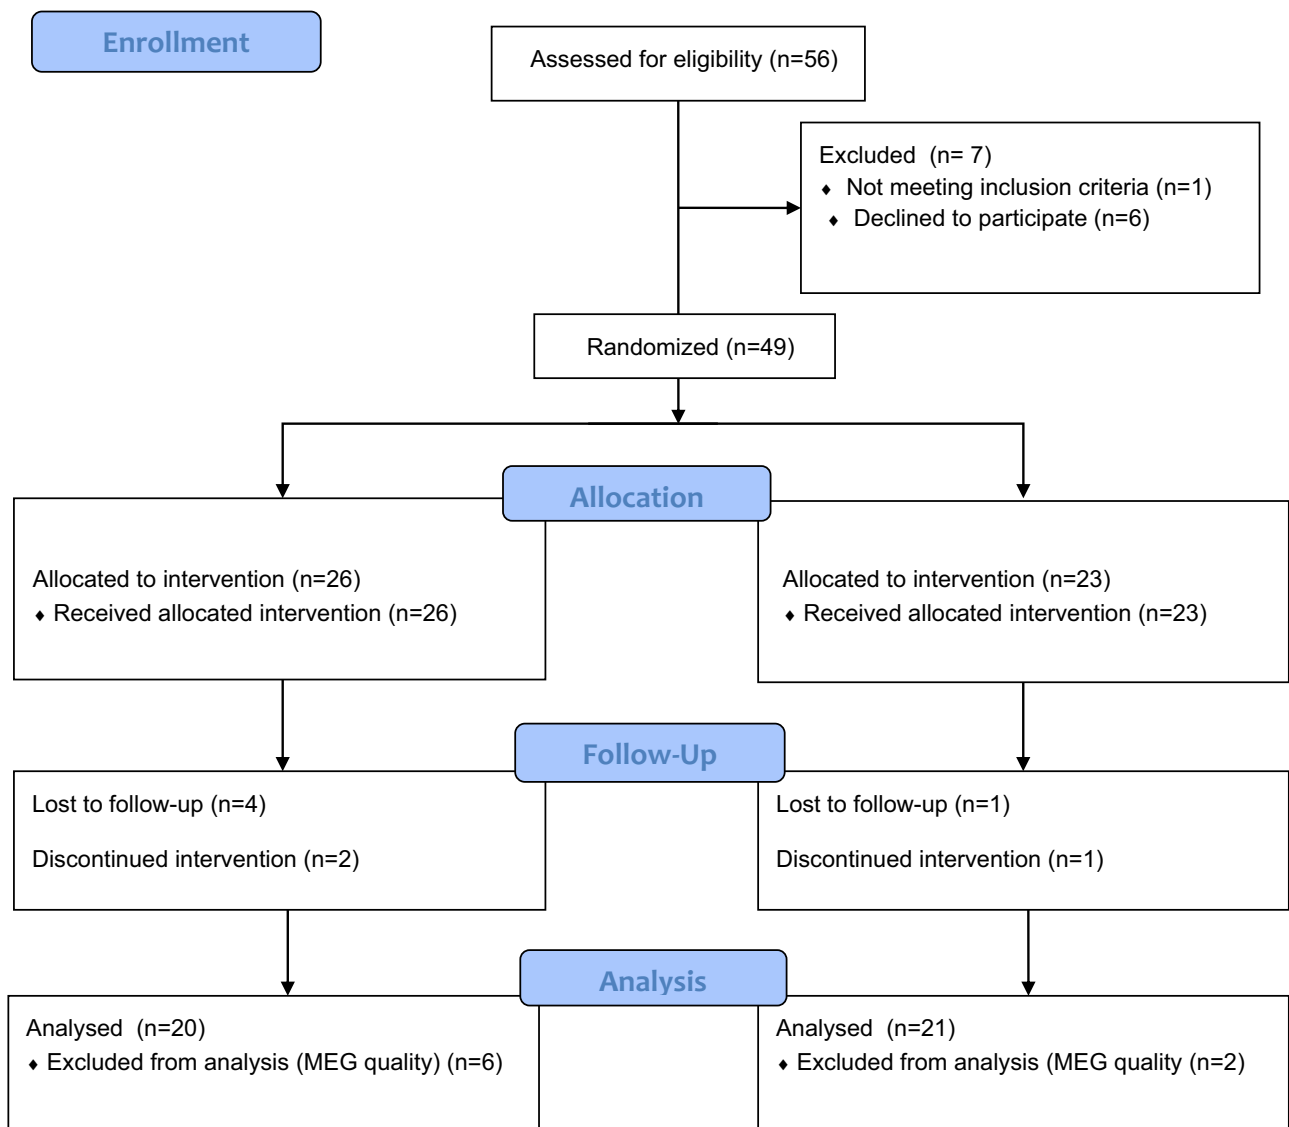 Enrollment
Assessed for eligibility (n=56)
Excluded  (n= 7)
♦ Not meeting inclusion criteria (n=1)
♦ Declined to participate (n=6)
Randomized (n=49)
Allocation
Allocated to intervention (n=26)
♦ Received allocated intervention (n=26)
Allocated to intervention (n=23)
♦ Received allocated intervention (n=23)
Follow-Up
Lost to follow-up (n=4)
Discontinued intervention (n=2)
Lost to follow-up (n=1)
Discontinued intervention (n=1)
Analysis
Analysed  (n=20)
♦ Excluded from analysis (MEG quality) (n=6)
Analysed  (n=21)
♦ Excluded from analysis (MEG quality (n=2)